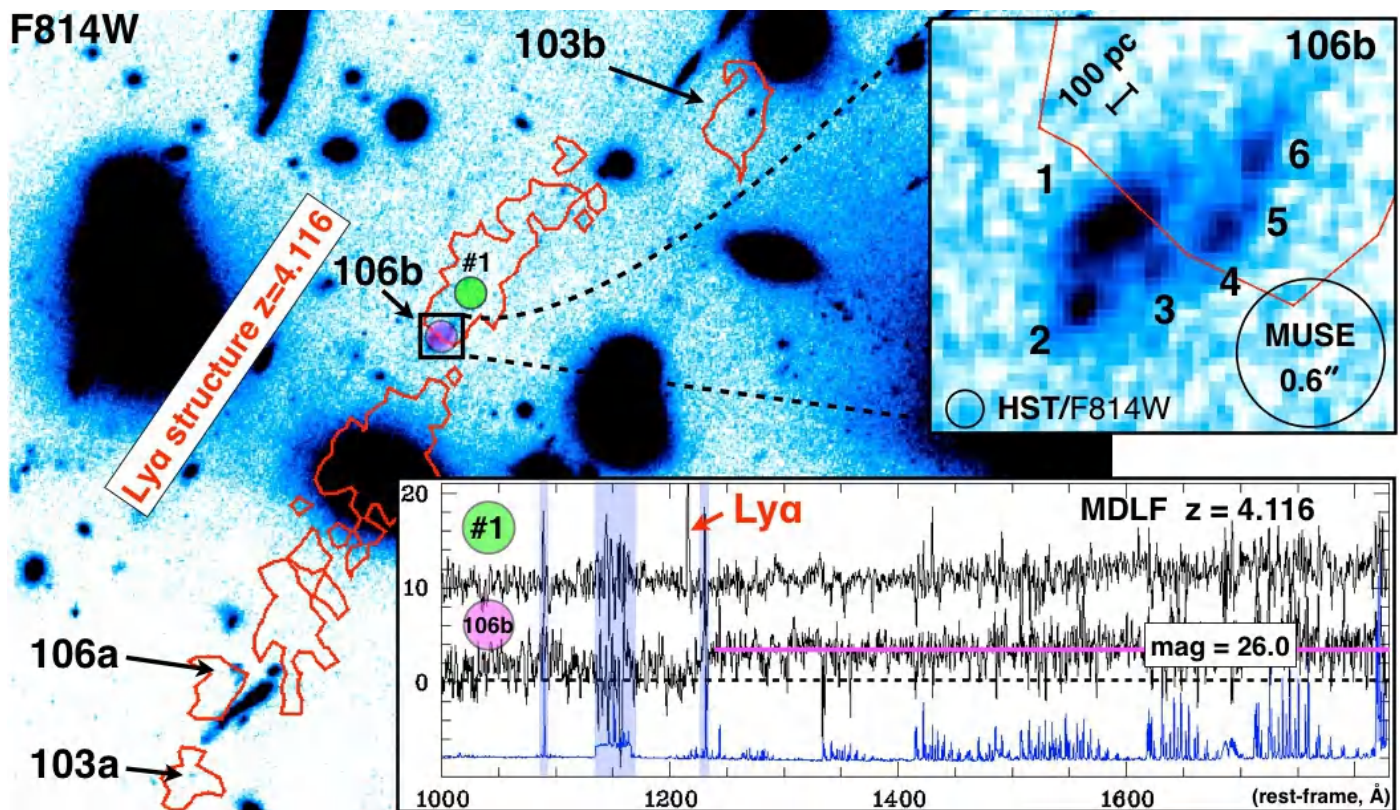 F814W
103b
106b
100 pc
1
6
5
4
3
2
MUSE
0.6″
HST/F814W
#1
106b
Lyα structure z=4.116
106a
103a
20
#1
Lyα
MDLF z = 4.116
10
106b
mag = 26.0
0
1000
1200
1400
1600
(rest-frame, Å)